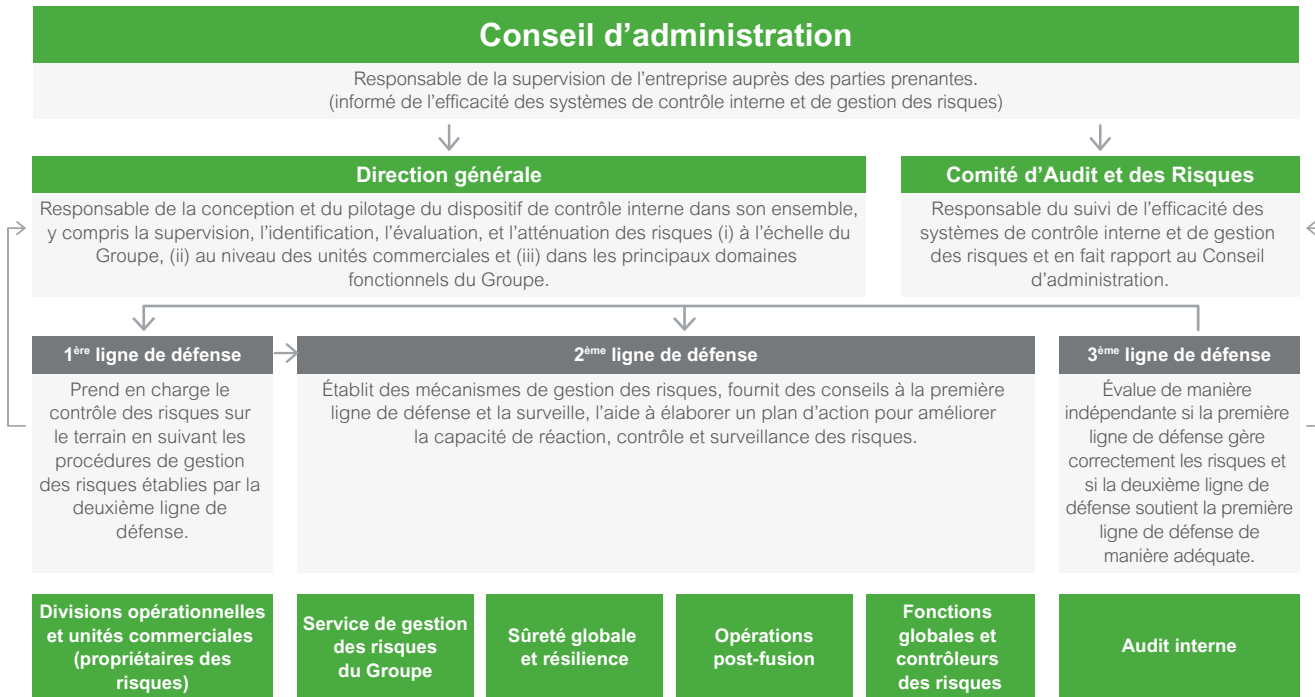 Conseil d’administration
Responsable de la supervision de l’entreprise auprès des parties prenantes.
(informé de l’efficacité des systèmes de contrôle interne et de gestion des risques)
Direction générale
Responsable de la conception et du pilotage du dispositif de contrôle interne dans son ensemble,
y compris la supervision, l’identification, l’évaluation, et l’atténuation des risques (i) à l’échelle du
Groupe, (ii) au niveau des unités commerciales et (iii) dans les principaux domaines
fonctionnels du Groupe.
Comité d’Audit et des Risques
Responsable du suivi de l’efficacité des
systèmes de contrôle interne et de gestion
des risques et en fait rapport au Conseil
d’administration.
1ère ligne de défense
Prend en charge le
contrôle des risques sur
le terrain en suivant les
procédures de gestion
des risques établies par la
deuxième ligne de
défense.
2ème ligne de défense
Établit des mécanismes de gestion des risques, fournit des conseils à la première
ligne de défense et la surveille, l’aide à élaborer un plan d’action pour améliorer
la capacité de réaction, contrôle et surveillance des risques.
3ème ligne de défense
Évalue de manière
indépendante si la première
ligne de défense gère
correctement les risques et
si la deuxième ligne de
défense soutient la première
ligne de défense de
manière adéquate.
Divisions opérationnelles
et unités commerciales
(propriétaires des
risques)
Service de gestion
des risques
du Groupe
Sûreté globale
et résilience
Opérations
post-fusion
Fonctions
globales et
contrôleurs
des risques
Audit interne